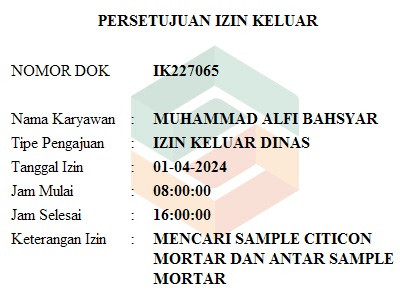 PERSETUJUAN IZIN KELUAR
NOMOR DOK IK227065
Nama Karyawan : MUHAMMAD ALFI BAHSYAR
Tipe Pengajuan : IZIN KELUAR DINAS
Tanggal Izin : 01-04-2024
Jam Mulai : 08:00:00
Jam Selesai : 16:00:00
Keterangan Izin : MENCARI SAMPLE CITICON
MORTAR DAN ANTAR SAMPLE
MORTAR